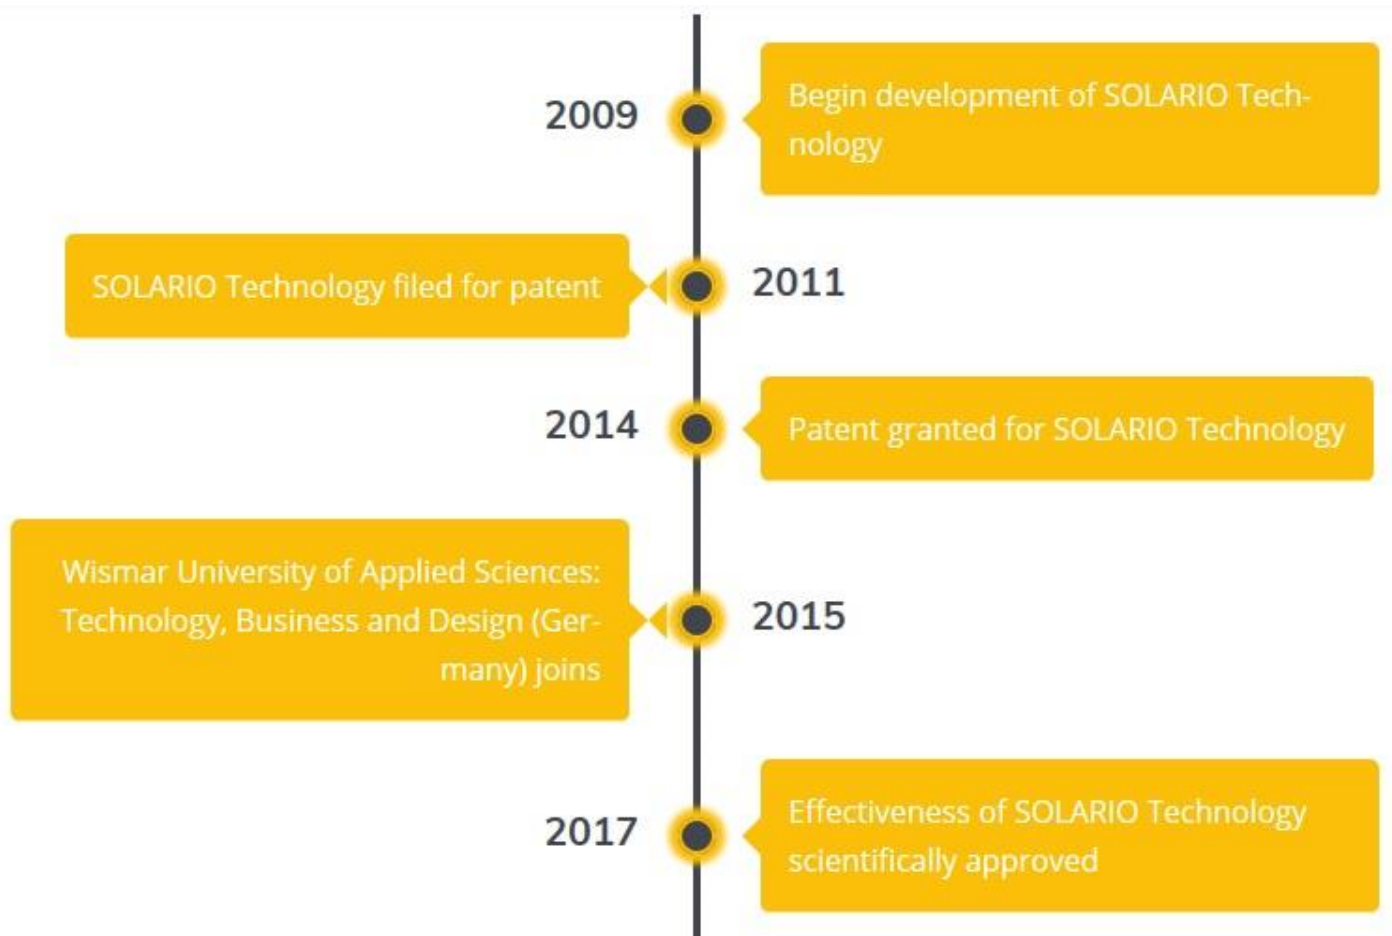 2009
Begin development of SOLARIO Tech-
nology
SOLARIO Technology filed for patent
2011
2014
Patent granted for SOLARIO Technology
Wismar University of Applied Sciences:
Technology, Business and Design (Ger-
many) joins
2015
2017
Effectiveness of SOLARIO Technology
scientifically approved